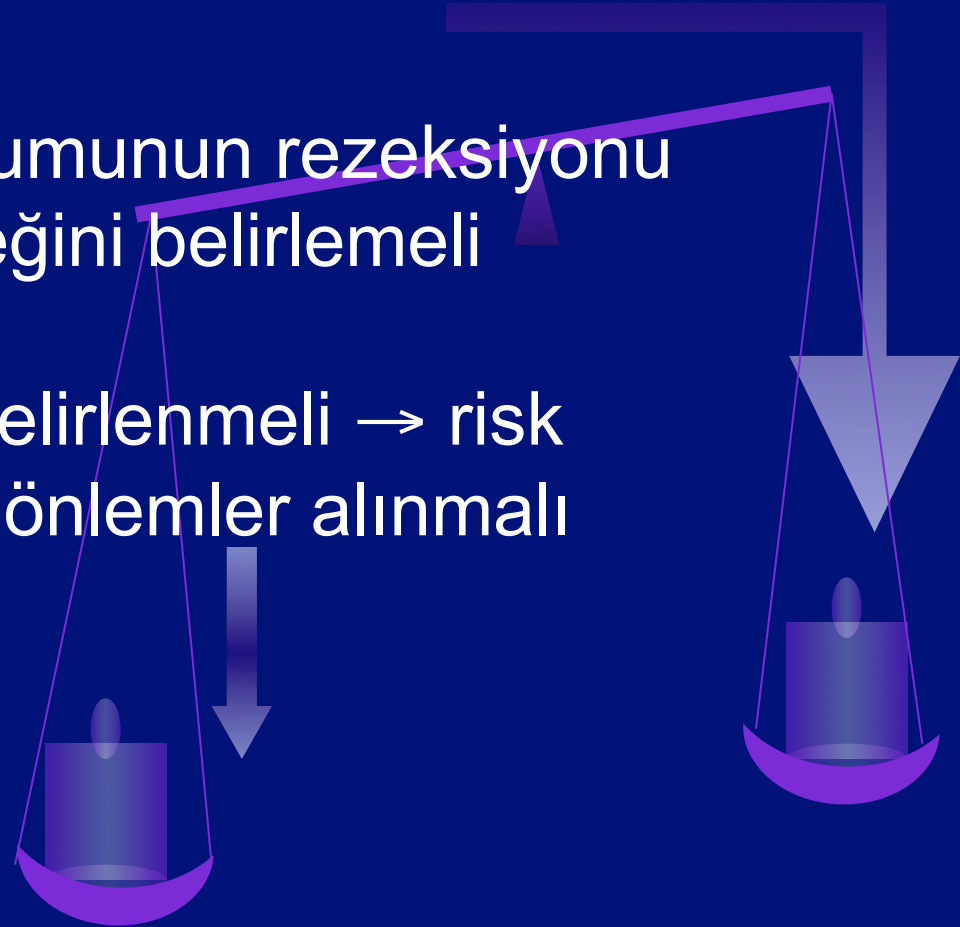 umunun rezeksiyonu
eğini belirlemeli
elirlenmeli → risk
önlemler alınmalı